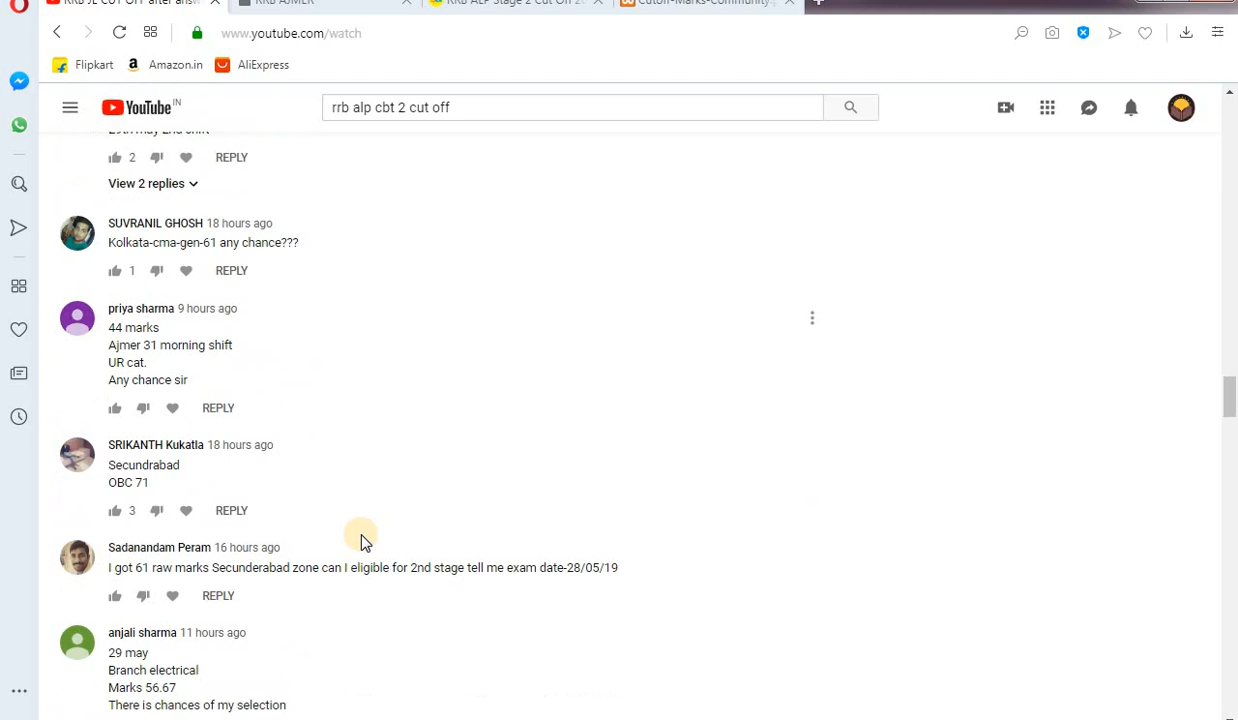 RRB JE CUT OFF after answ
RRB AJMER
RRB ALP Stage 2 Cut Off 20
Cutoff-Marks-Community.p
www.youtube.com/watch
Flipkart
Amazon.in
AliExpress
YouTube IN
rrb alp cbt 2 cut off
29th may 2nd shift
2 REPLY
View 2 replies
SUVRANIL GHOSH 18 hours ago
Kolkata-cma-gen-61 any chance???
1 REPLY
priya sharma 9 hours ago
44 marks
Ajmer 31 morning shift
UR cat.
Any chance sir
REPLY
SRIKANTH Kukatla 18 hours ago
Secundrabad
OBC 71
3 REPLY
Sadanandam Peram 16 hours ago
I got 61 raw marks Secunderabad zone can I eligible for 2nd stage tell me exam date-28/05/19
REPLY
anjali sharma 11 hours ago
29 may
Branch electrical
Marks 56.67
There is chances of my selection